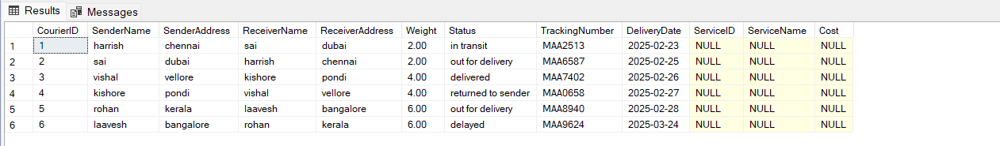 Results Messages
CourierID SenderName SenderAddress ReceiverName ReceiverAddress Weight Status TrackingNumber DeliveryDate ServiceID ServiceName Cost
1 1 harrish chennai sai dubai 2.00 in transit MAA2513 2025-02-23 NULL NULL NULL
2 2 sai dubai harrish chennai 2.00 out for delivery MAA6587 2025-02-25 NULL NULL NULL
3 3 vishal vellore kishore pondi 4.00 delivered MAA7402 2025-02-26 NULL NULL NULL
4 4 kishore pondi vishal vellore 4.00 returned to sender MAA0658 2025-02-27 NULL NULL NULL
5 5 rohan kerala laavesh bangalore 6.00 out for delivery MAA8940 2025-02-28 NULL NULL NULL
6 6 laavesh bangalore rohan kerala 6.00 delayed MAA9624 2025-03-24 NULL NULL NULL